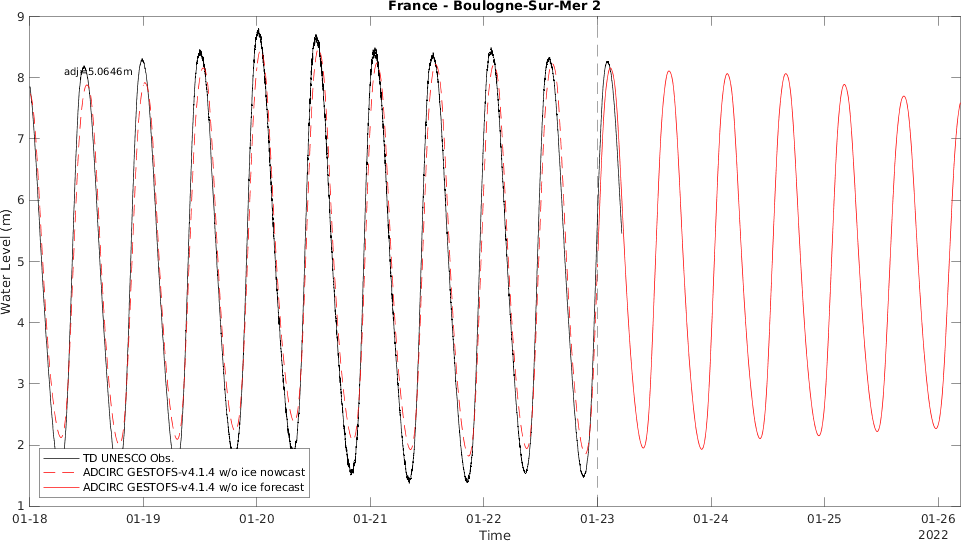 France - Boulogne-Sur-Mer 2
9
8
7
6
5
4
3
2
1
Water Level (m)
adj=5.0646m
TD UNESCO Obs.
ADCIRC GESTOFS-v4.1.4 w/o ice nowcast
ADCIRC GESTOFS-v4.1.4 w/o ice forecast
01-18 01-19 01-20 01-21 01-22 01-23 01-24 01-25 01-26
Time
2022